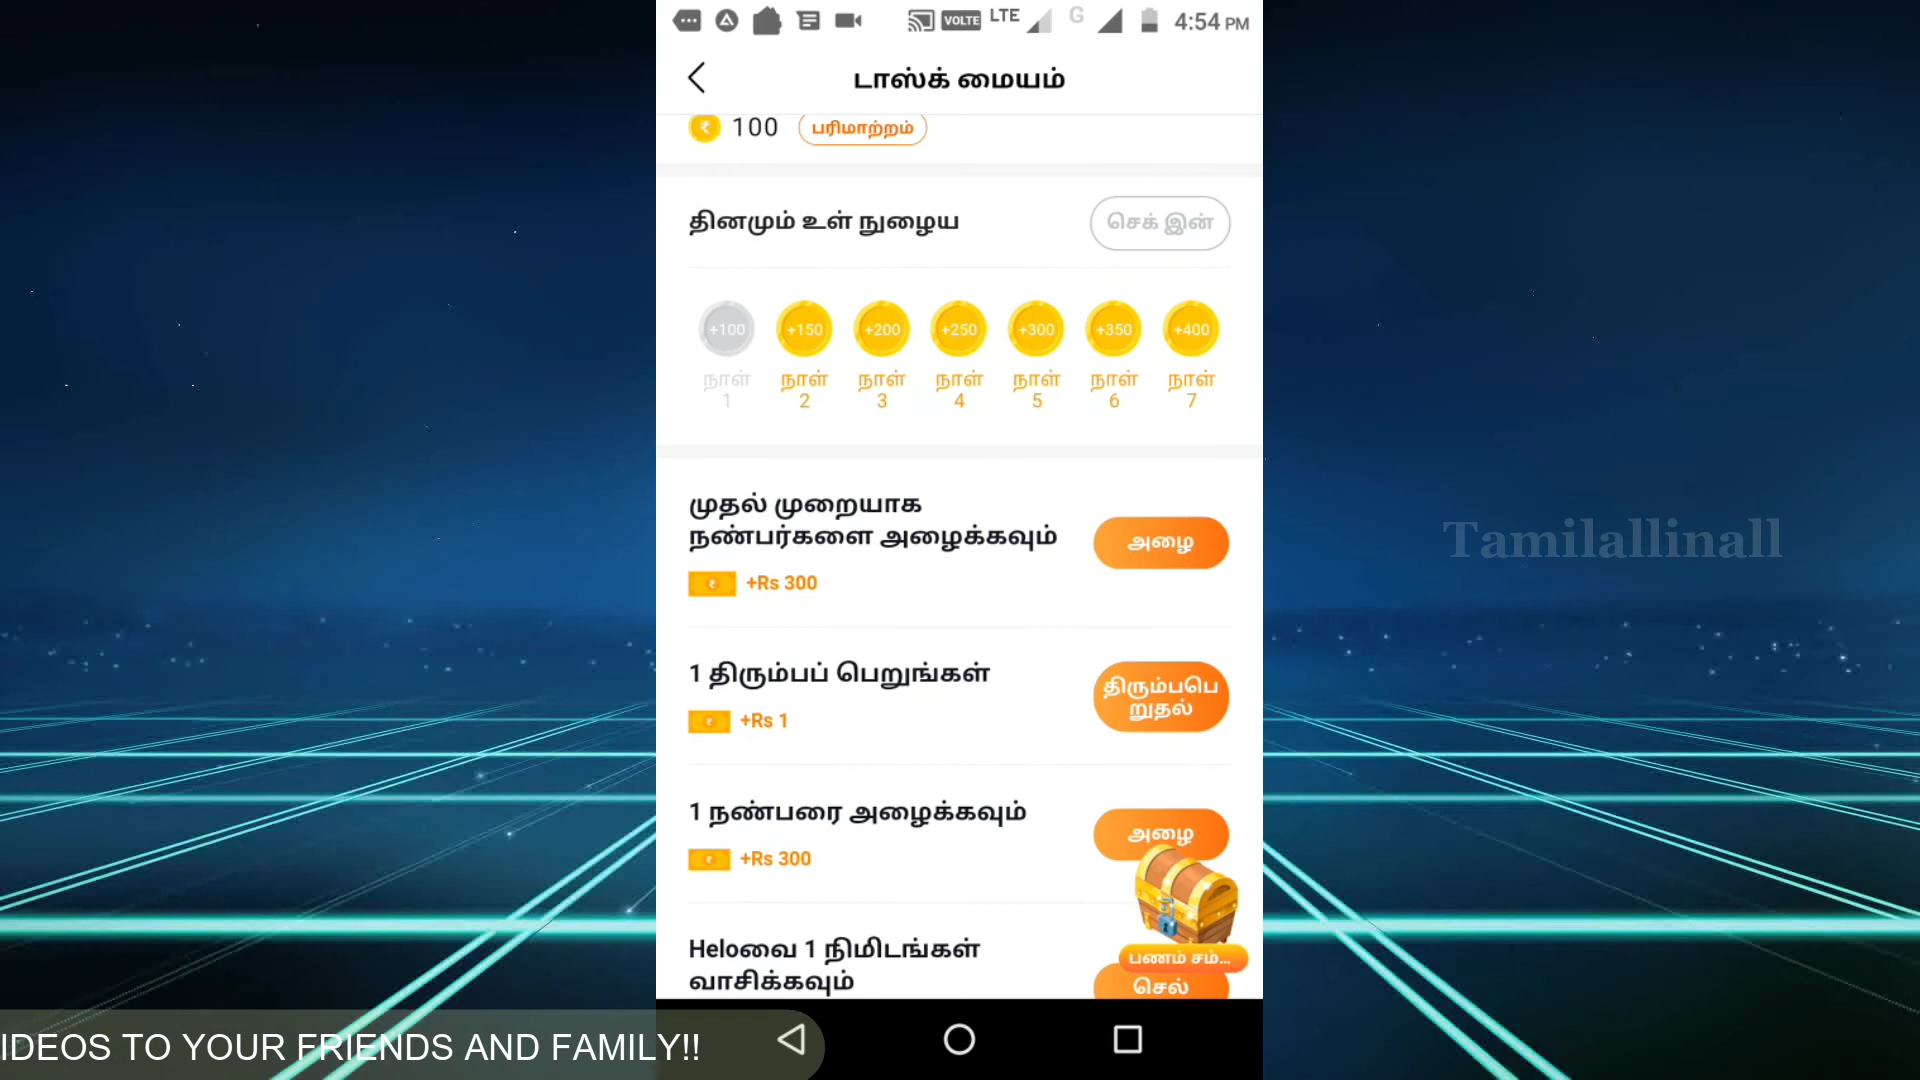 VOLTE LTE G 4:54 PM
டாஸ்க் மையம்
100 பரிமாற்றம்
தினமும் உள் நுழைய
செக் இன்
+100 +150 +200 +250 +300 +350 +400
நாள் நாள் நாள் நாள் நாள் நாள் நாள்
1 2 3 4 5 6 7
முதல் முறையாக
நண்பர்களை அழைக்கவும்
அழை
+Rs 300
1 திரும்பப் பெறுங்கள்
+Rs 1
திரும்பபெ
றுதல்
1 நண்பரை அழைக்கவும்
அழை
+Rs 300
Heloவை 1 நிமிடங்கள்
வாசிக்கவும்
பணம் சம்...
செல்
Tamilallinall
IDEOS TO YOUR FRIENDS AND FAMILY!!